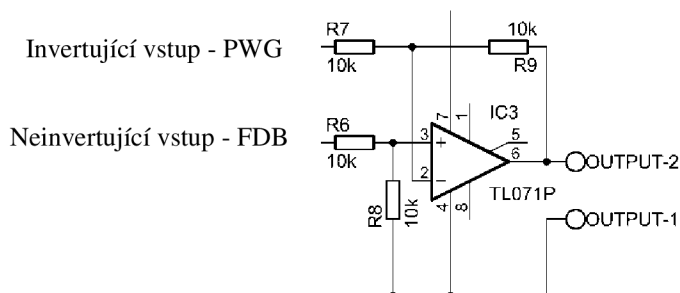 R7
10k
Invertující vstup - PWG
10k
R9
7
1
IC3
Neinvertující vstup - FDB
R6
10k
3
+
5
6
2
-
OUTPUT-2
TL071P
4
8
R8
10k
OUTPUT-1